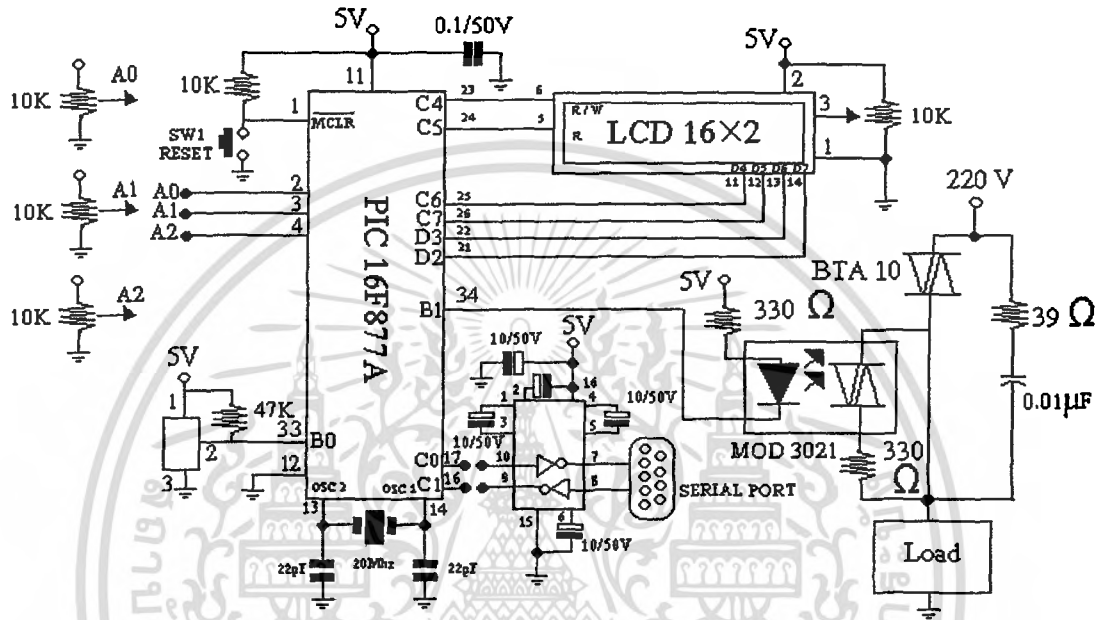 5V
0.1/50V
A0
10K
10K
11
1
MCLR
SW1
RESET
C4
23
6
C5
24
5
R/W
R
LCD 16×2
D4 D5 D6 D7
11 12 13 14
5V
2
3
10K
1
A1
10K
A0
2
A1
3
A2
4
PIC 16F877A
C6
25
C7
26
D3
22
D2
21
A2
10K
B1
34
220 V
BTA 10
39 Ω
0.01µF
5V
330 Ω
MOD 3021
330
Ω
5V
1
47K
2
3
33
B0
12
OSC 2
OSC 1
13
14
22pF
20Mhz
22pF
C0
17
C1
16
10/50V
5V
2
16
1
4
10/50V
3
5
10/50V
10
7
9
8
15
6
10/50V
SERIAL PORT
Load